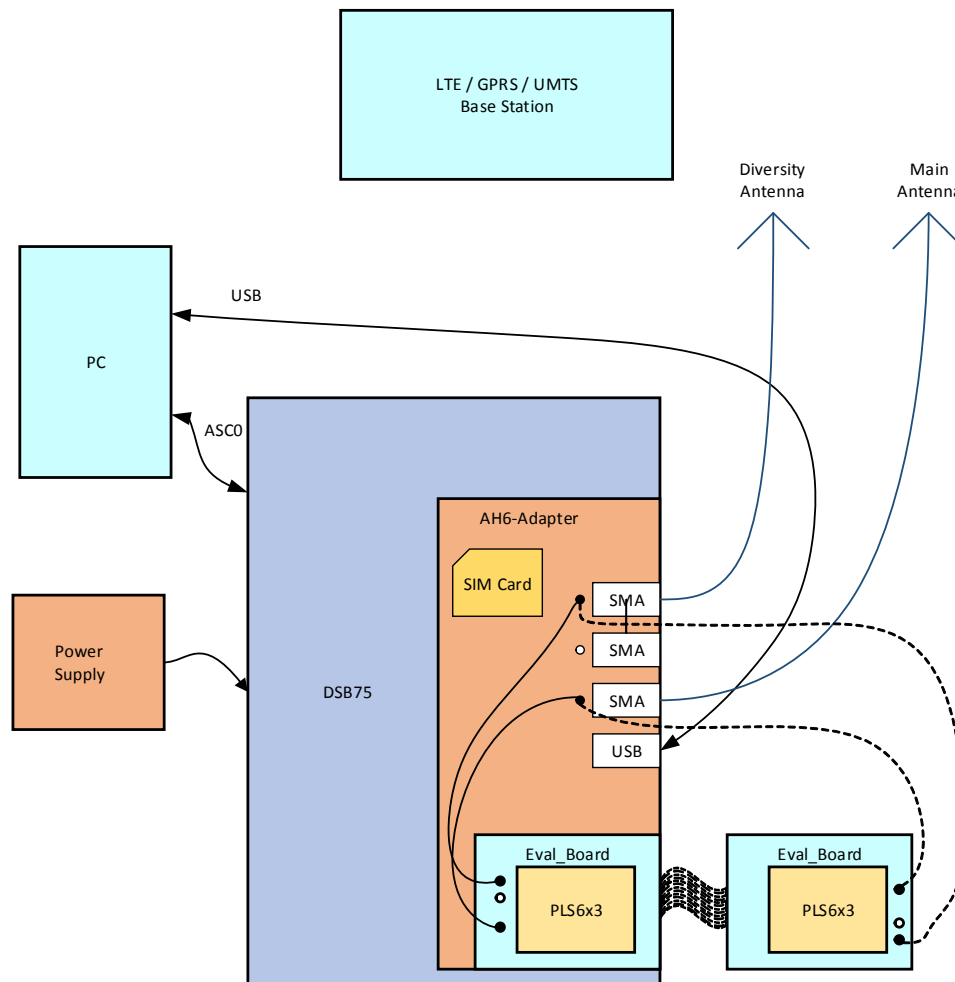 LTE / GPRS / UMTS
Base Station
Diversity
Antenna
Main
Antenna
USB
PC
ASC0
AH6-Adapter
SIM Card
SMA
SMA
Power
Supply
DSB75
SMA
USB
Eval_Board
PLS6x3
Eval_Board
PLS6x3